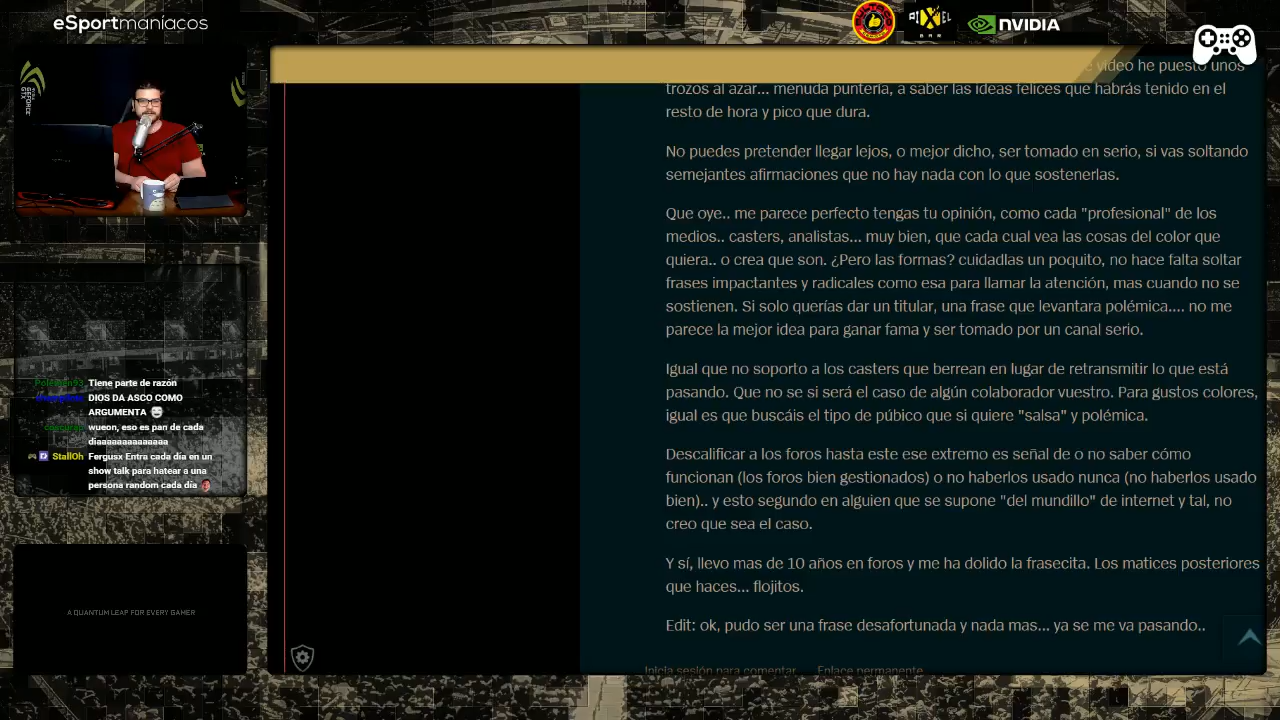 eSportmaníacos
PIXEL
BAR
NVIDIA
GEFORCE
GTX
video he puesto unos
trozos al azar... menuda puntería, a saber las ideas felices que habrás tenido en el
resto de hora y pico que dura.
No puedes pretender llegar lejos, o mejor dicho, ser tomado en serio, si vas soltando
semejantes afirmaciones que no hay nada con lo que sostenerlas.
Que oye.. me parece perfecto tengas tu opinión, como cada "profesional" de los
medios.. casters, analistas... muy bien, que cada cual vea las cosas del color que
quiera.. o crea que son. ¿Pero las formas? cuidadlas un poquito, no hace falta soltar
frases impactantes y radicales como esa para llamar la atención, mas cuando no se
sostienen. Si solo querías dar un titular, una frase que levantara polémica.... no me
parece la mejor idea para ganar fama y ser tomado por un canal serio.
Igual que no soporto a los casters que berrean en lugar de retransmitir lo que está
pasando. Que no se si será el caso de algún colaborador vuestro. Para gustos colores,
igual es que buscáis el tipo de púbico que si quiere "salsa" y polémica.
Descalificar a los foros hasta este ese extremo es señal de o no saber cómo
funcionan (los foros bien gestionados) o no haberlos usado nunca (no haberlos usado
bien).. y esto segundo en alguien que se supone "del mundillo" de internet y tal, no
creo que sea el caso.
Y sí, llevo mas de 10 años en foros y me ha dolido la frasecita. Los matices posteriores
que haces... flojitos.
Edit: ok, pudo ser una frase desafortunada y nada mas... ya se me va pasando..
Inicia sesión para comentar Enlace permanente
Tiene parte de razón
DIOS DA ASCO COMO
ARGUMENTA
wueon, eso es pan de cada
diaaaaaaaaaaaaaa
StallOh Fergusx Entra cada día en un
show talk para hatear a una
persona random cada día
A QUANTUM LEAP FOR EVERY GAMER